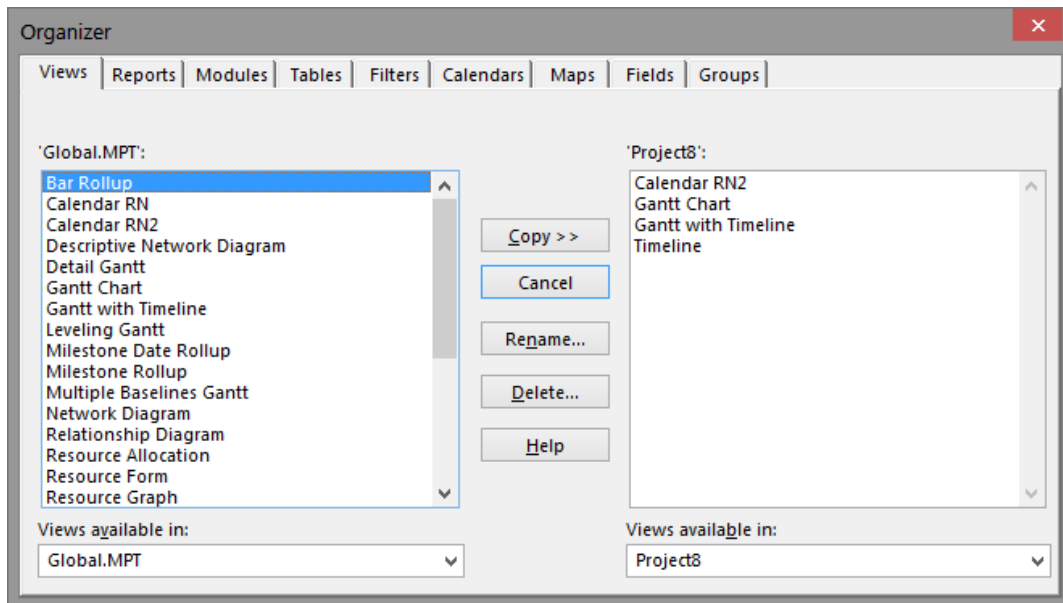 Organizer
Views Reports Modules Tables Filters Calendars Maps Fields Groups
'Global.MPT':
Bar Rollup
Calendar RN
Calendar RN2
Descriptive Network Diagram
Detail Gantt
Gantt Chart
Gantt with Timeline
Leveling Gantt
Milestone Date Rollup
Milestone Rollup
Multiple Baselines Gantt
Network Diagram
Relationship Diagram
Resource Allocation
Resource Form
Resource Graph
Views available in:
Global.MPT
Copy >>
Cancel
Rename...
Delete...
Help
'Project8':
Calendar RN2
Gantt Chart
Gantt with Timeline
Timeline
Views available in:
Project8